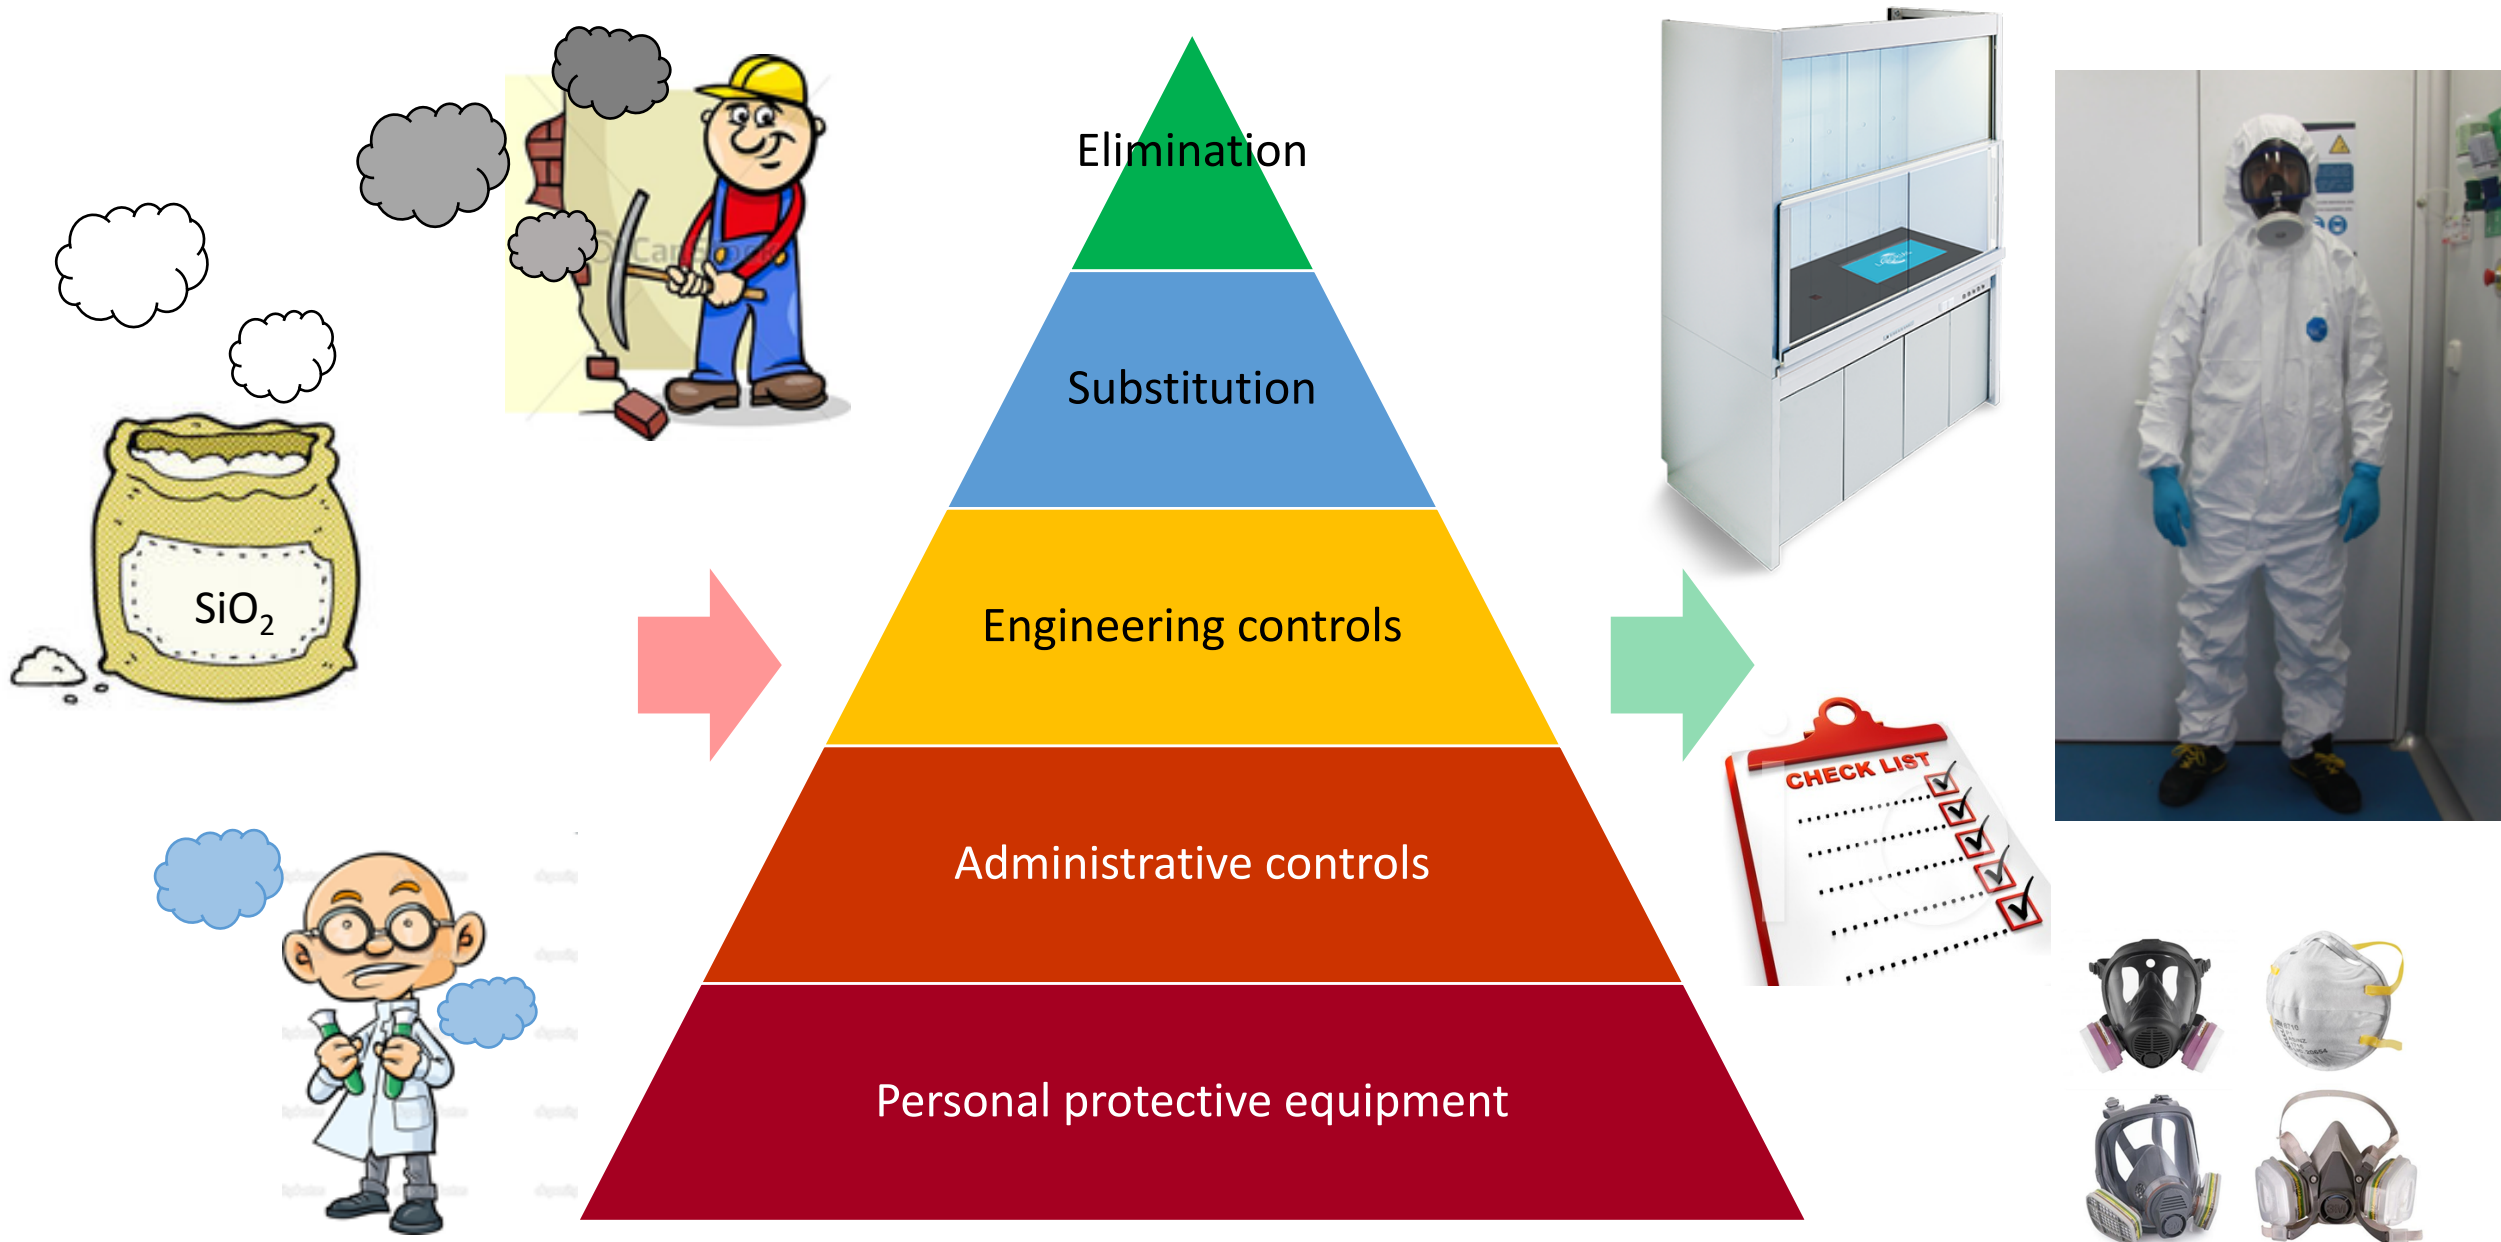 Elimination
Substitution
SiO₂
Engineering controls
CHECK LIST
Administrative controls
Personal protective equipment